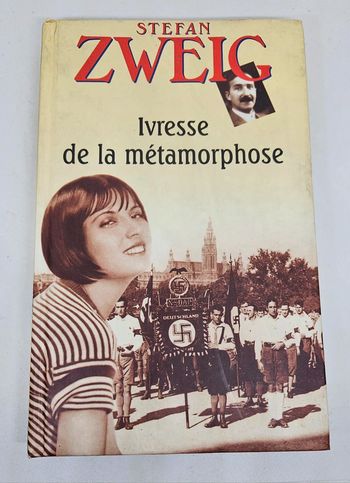 STEFAN
ZWEIG
Ivresse
de la métamorphose
DEUTSCHLAND